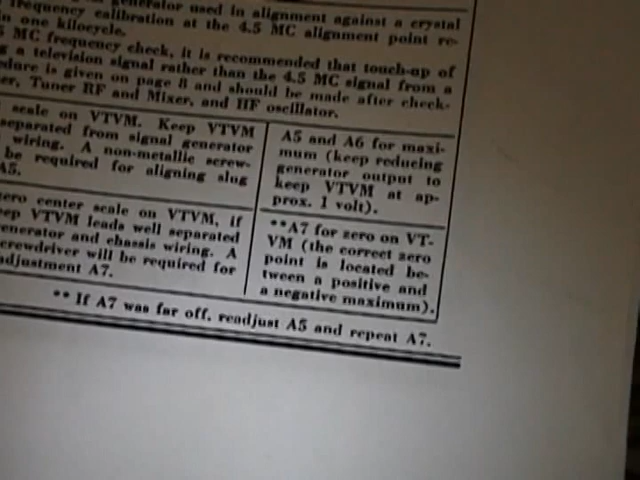 generator used in alignment against a crystal
frequency calibration at the 4.5 MC alignment point re-
in one kilocycle.
MC frequency check, it is recommended that touch-up of
a television signal rather than the 4.5 MC signal from a
is given on page 8 and should be made after check-
Tuner RF and Mixer, and HF oscillator.
scale on VTVM. Keep VTVM
separated from signal generator
wiring. A non-metallic screw-
be required for aligning slug
A5.
A5 and A6 for maxi-
mum (keep reducing
generator output to
keep VTVM at ap-
prox. 1 volt).
zero center scale on VTVM, if
VTVM leads well separated
generator and chassis wiring. A
screwdriver will be required for
adjustment A7.
**A7 for zero on VT-
VM (the correct zero
point is located be-
tween a positive and
a negative maximum).
** If A7 was far off, readjust A5 and repeat A7.